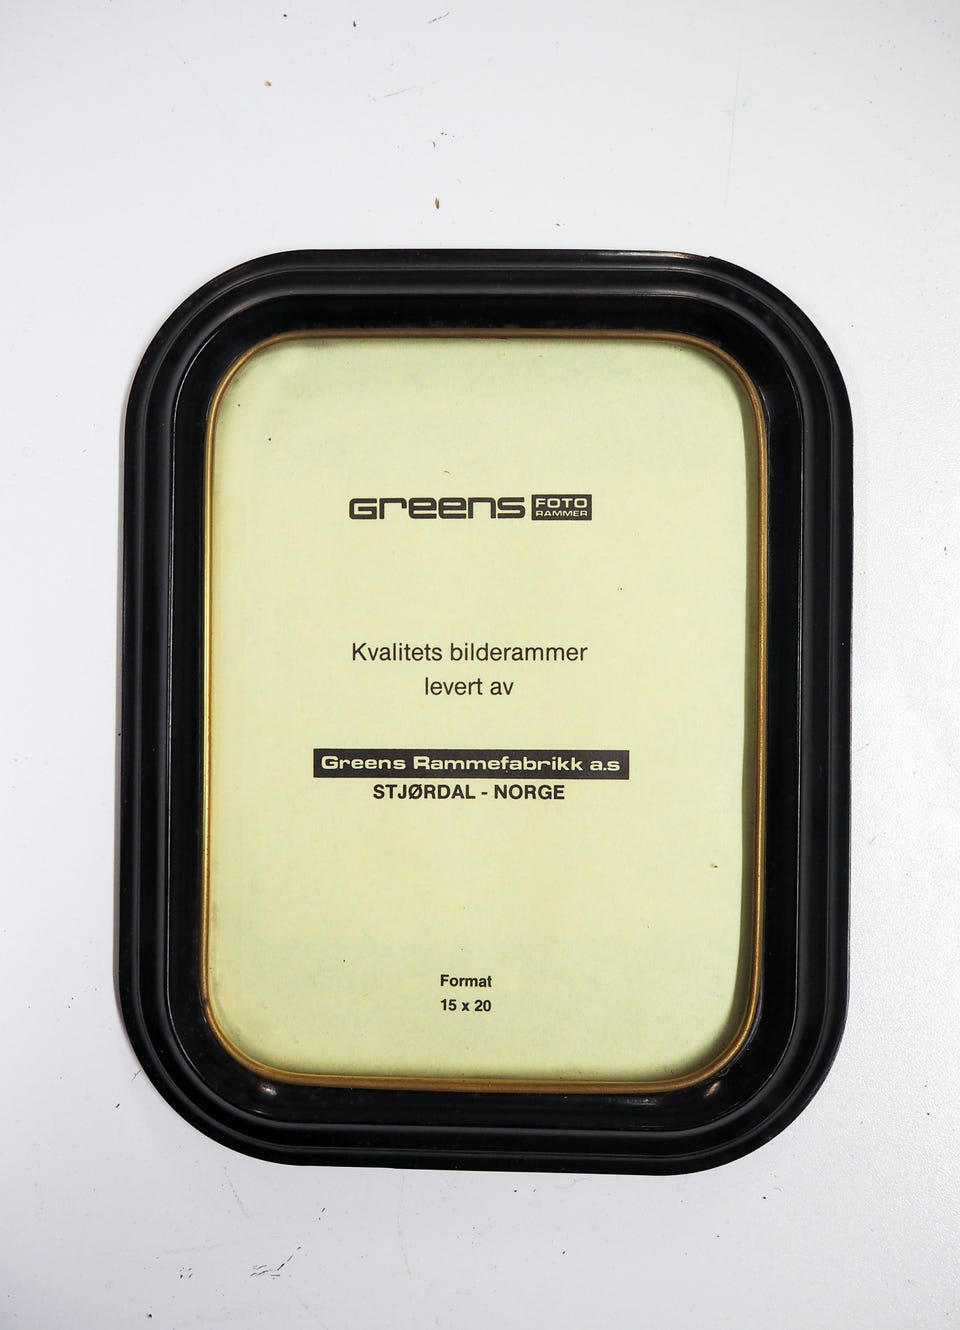 Greens FOTO RAMMER
Kvalitets bilderammer
levert av
Greens Rammefabrikk a.s
STJØRDAL - NORGE
Format
15 x 20